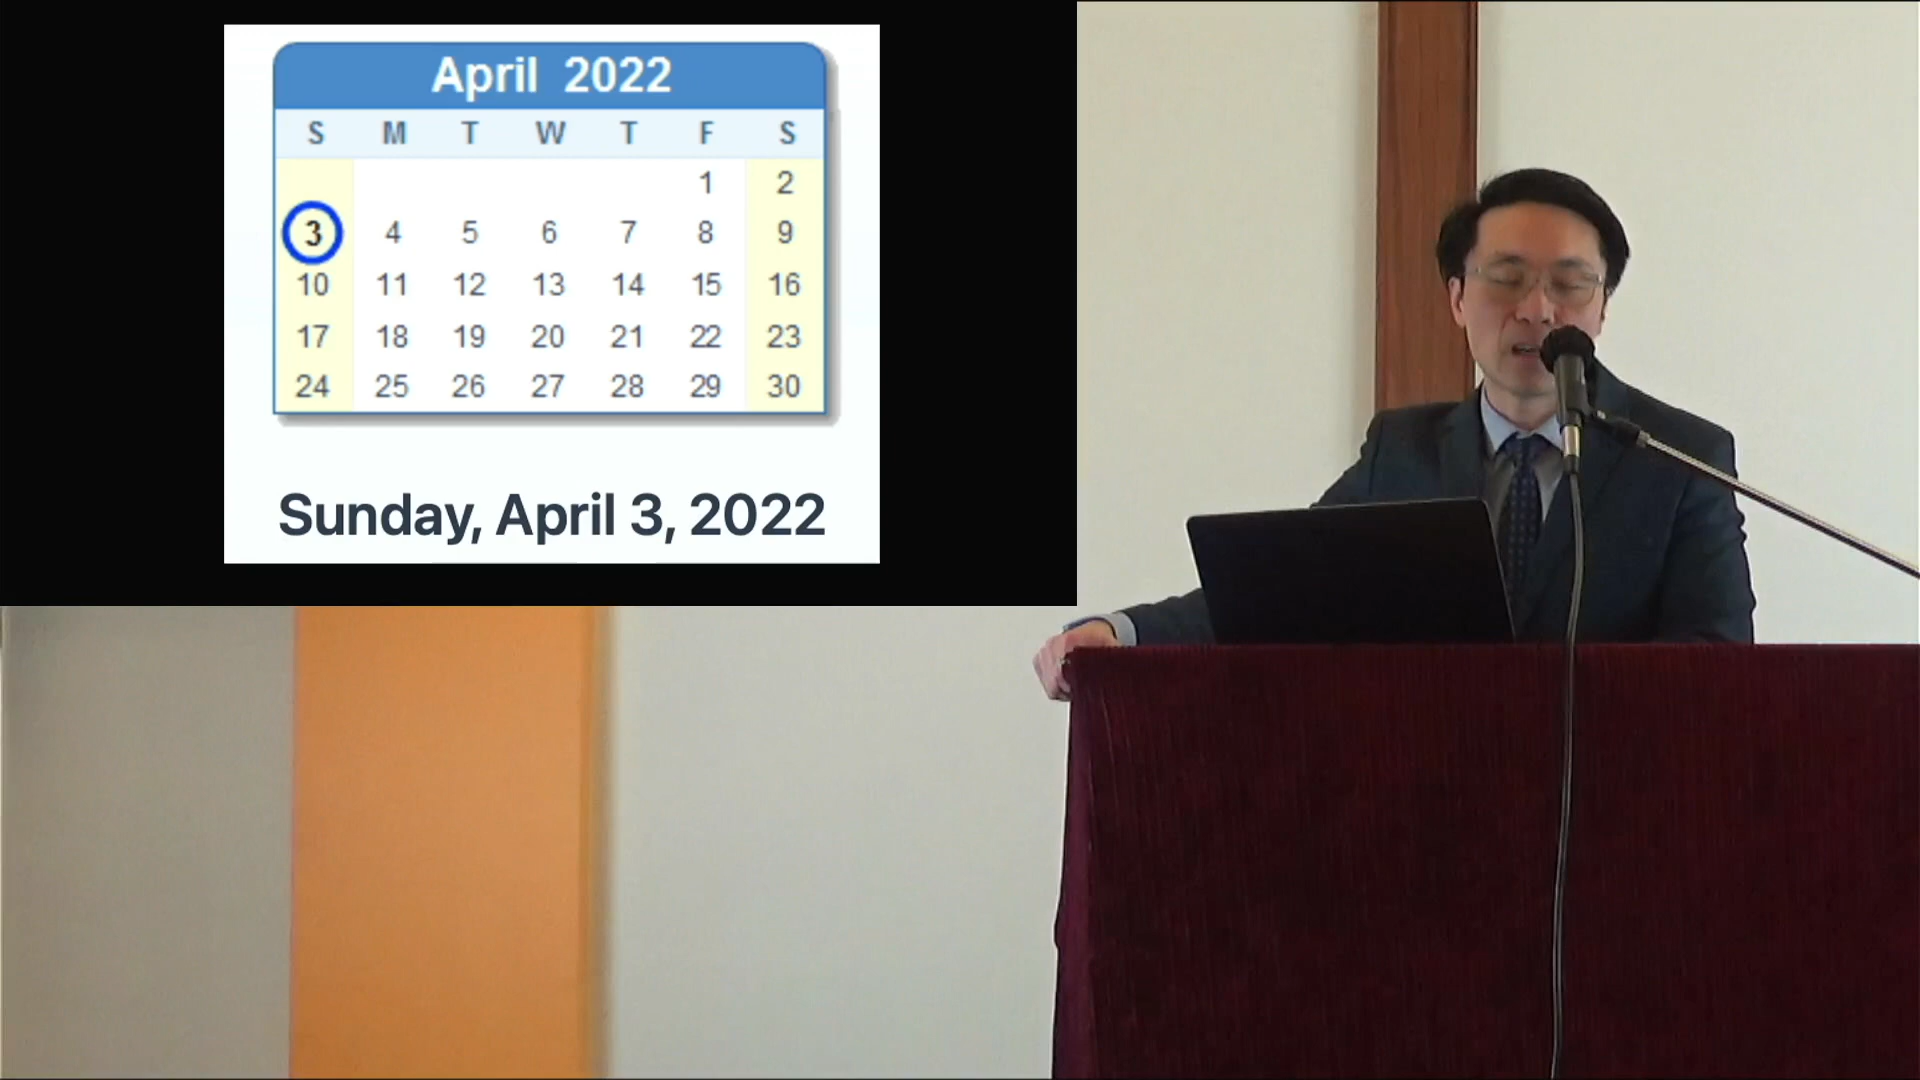 April 2022
S M T W T F S
1 2
3 4 5 6 7 8 9
10 11 12 13 14 15 16
17 18 19 20 21 22 23
24 25 26 27 28 29 30
Sunday, April 3, 2022